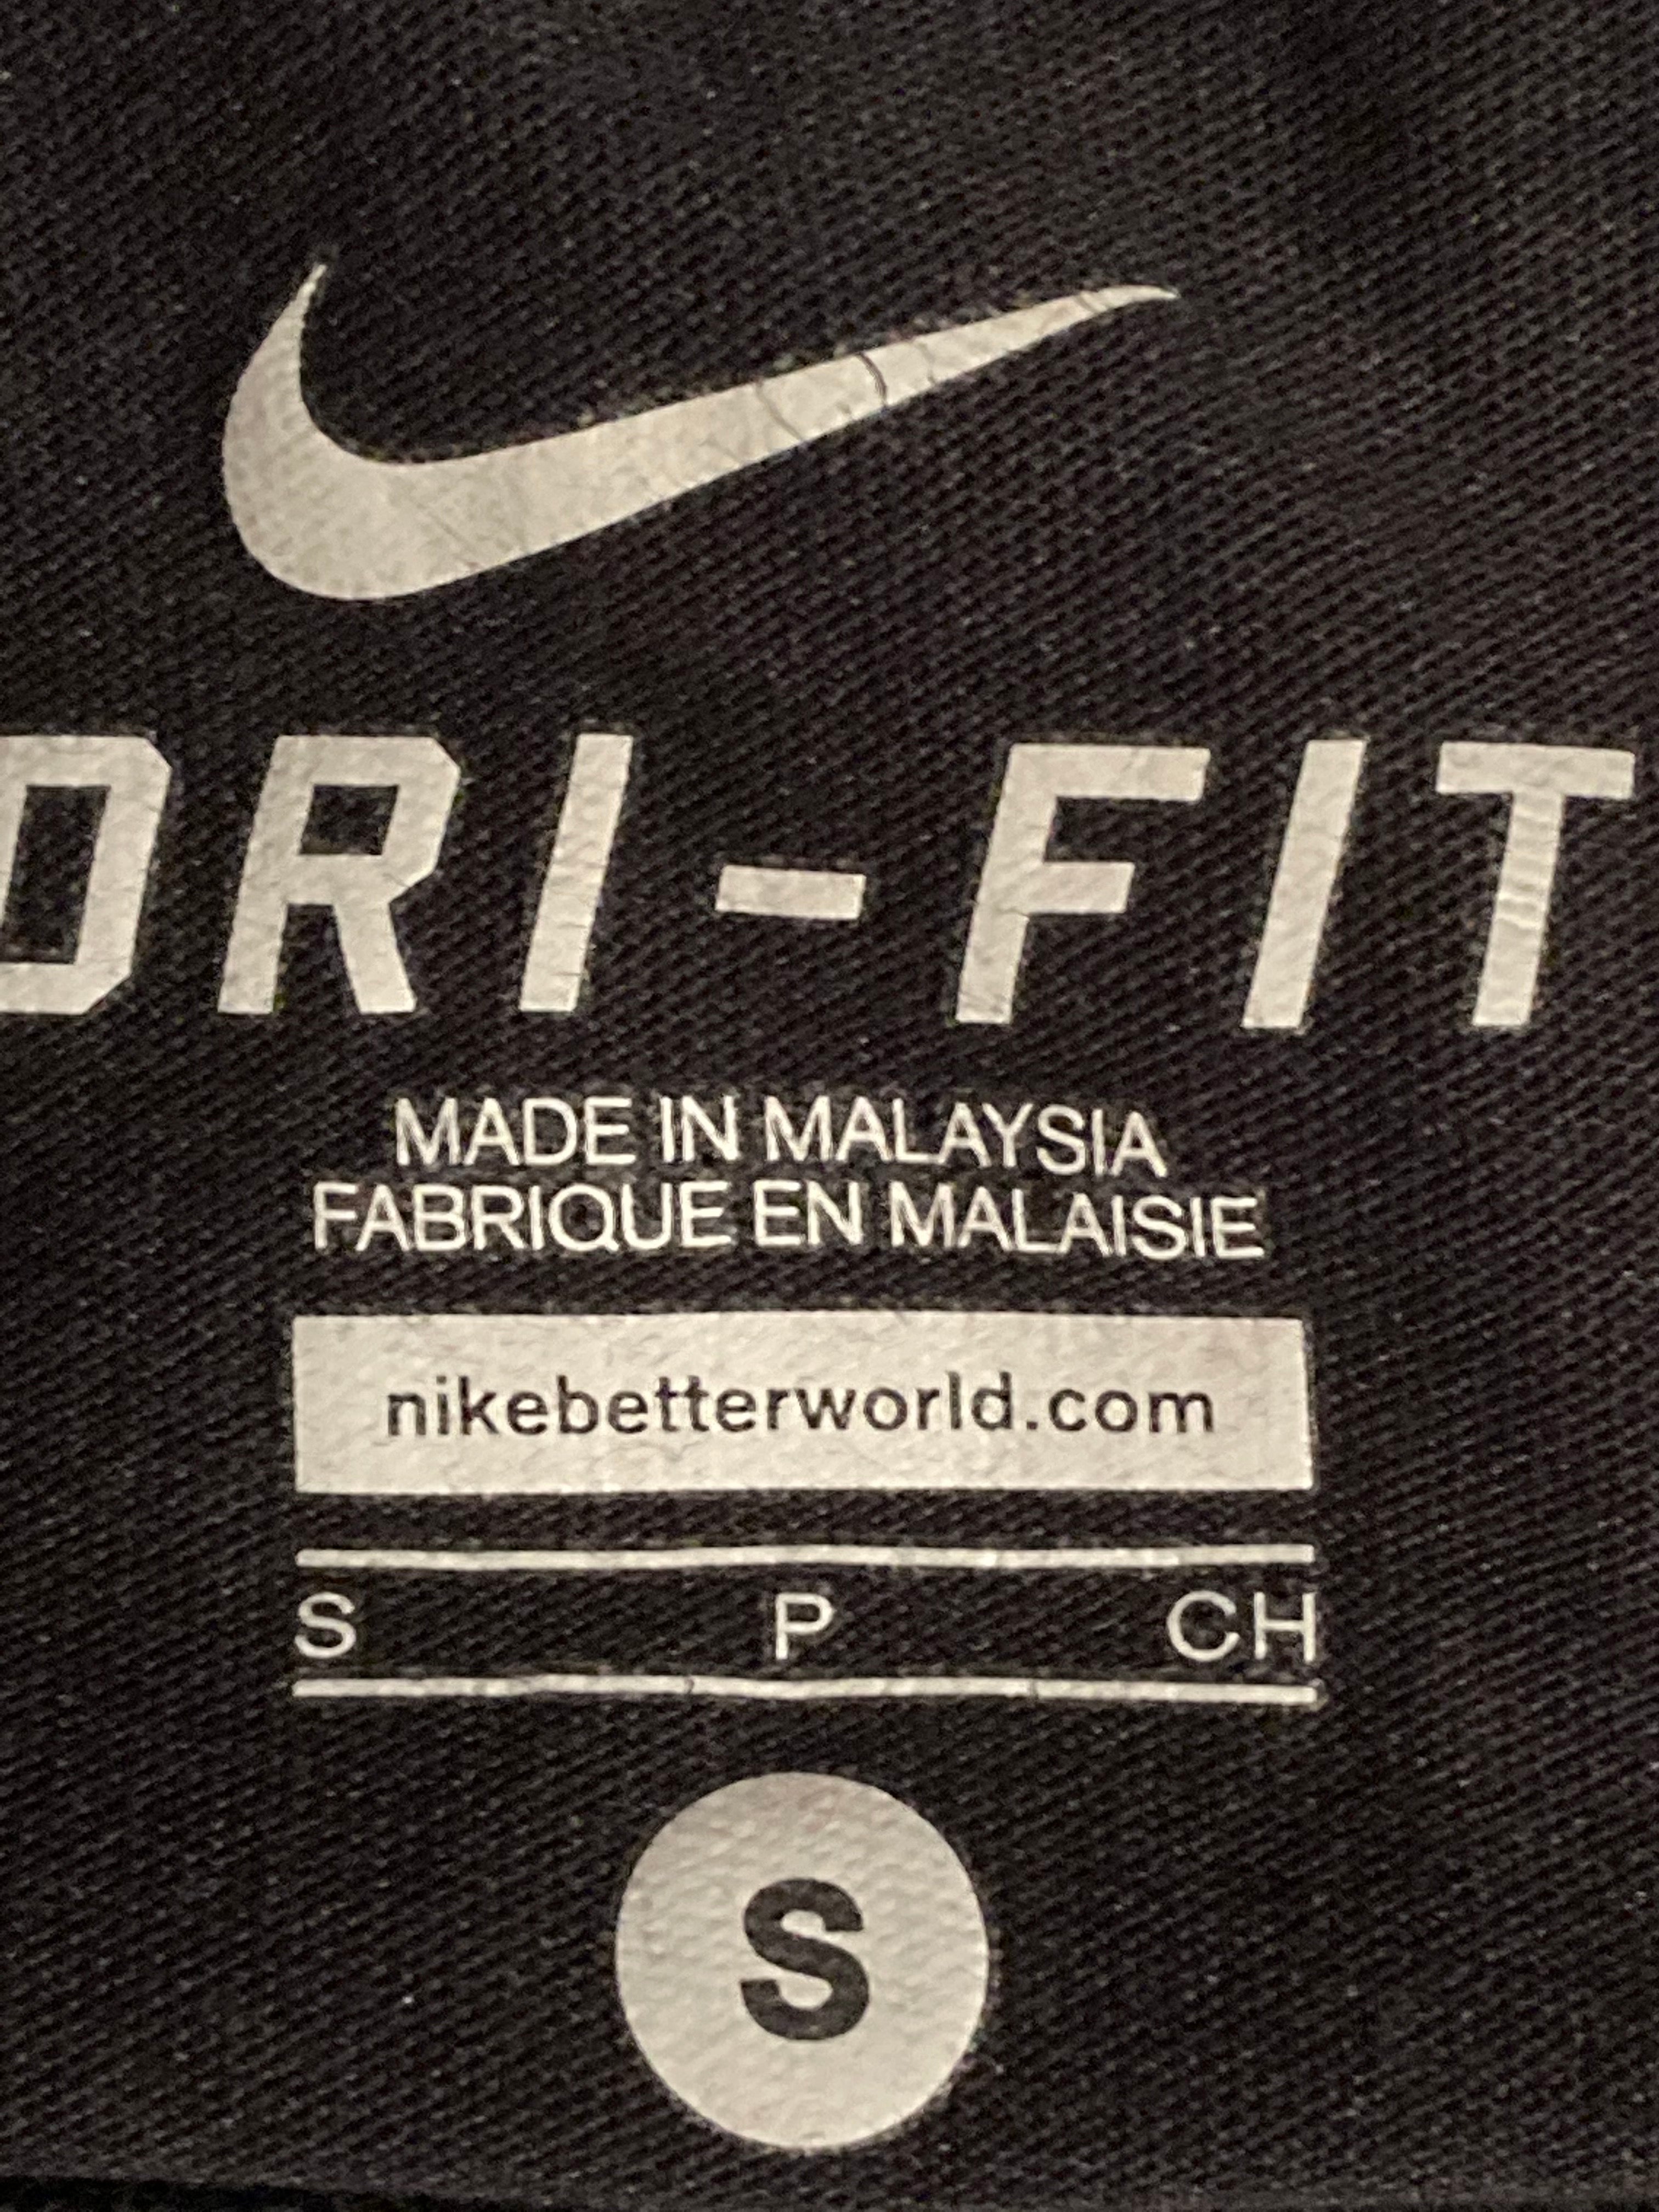 DRI-FIT
MADE IN MALAYSIA
FABRIQUE EN MALAISIE
nikebetterworld.com
S P CH
S